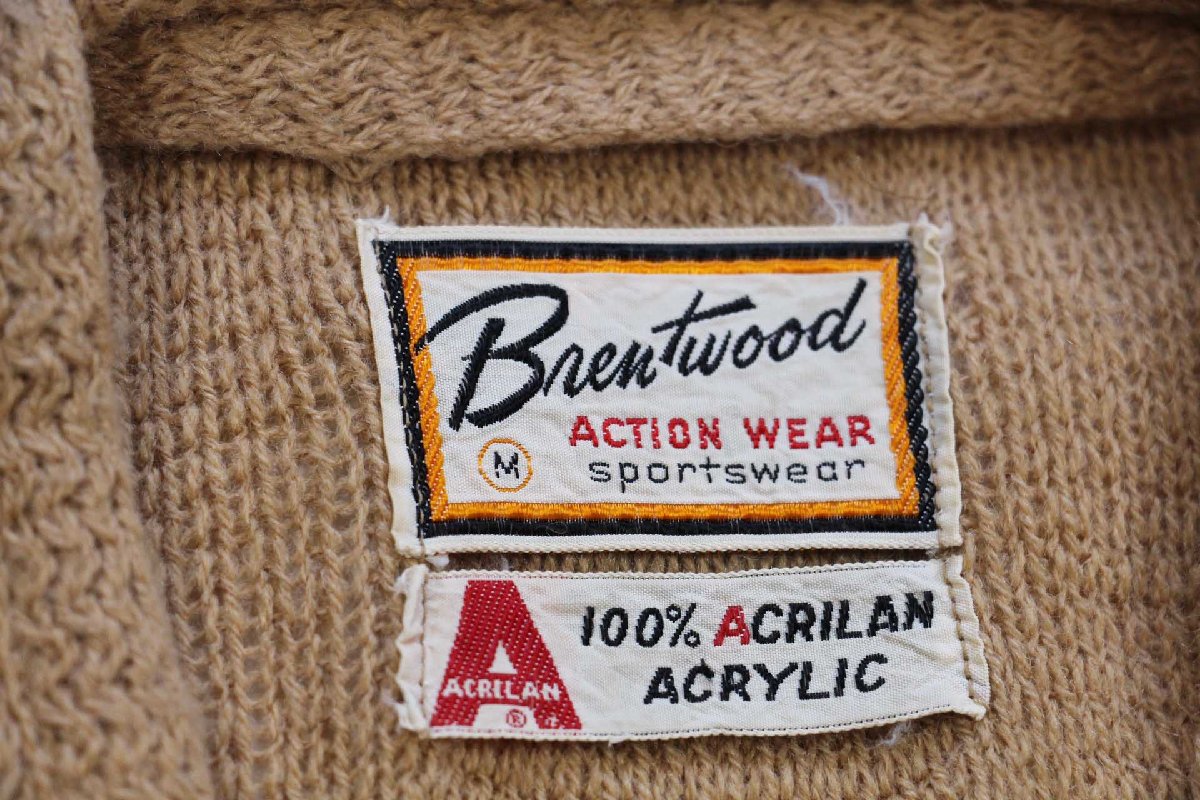 Brentwood
ACTION WEAR
M
sportswear
100% ACRILAN
ACRYLIC
ACRILAN
®